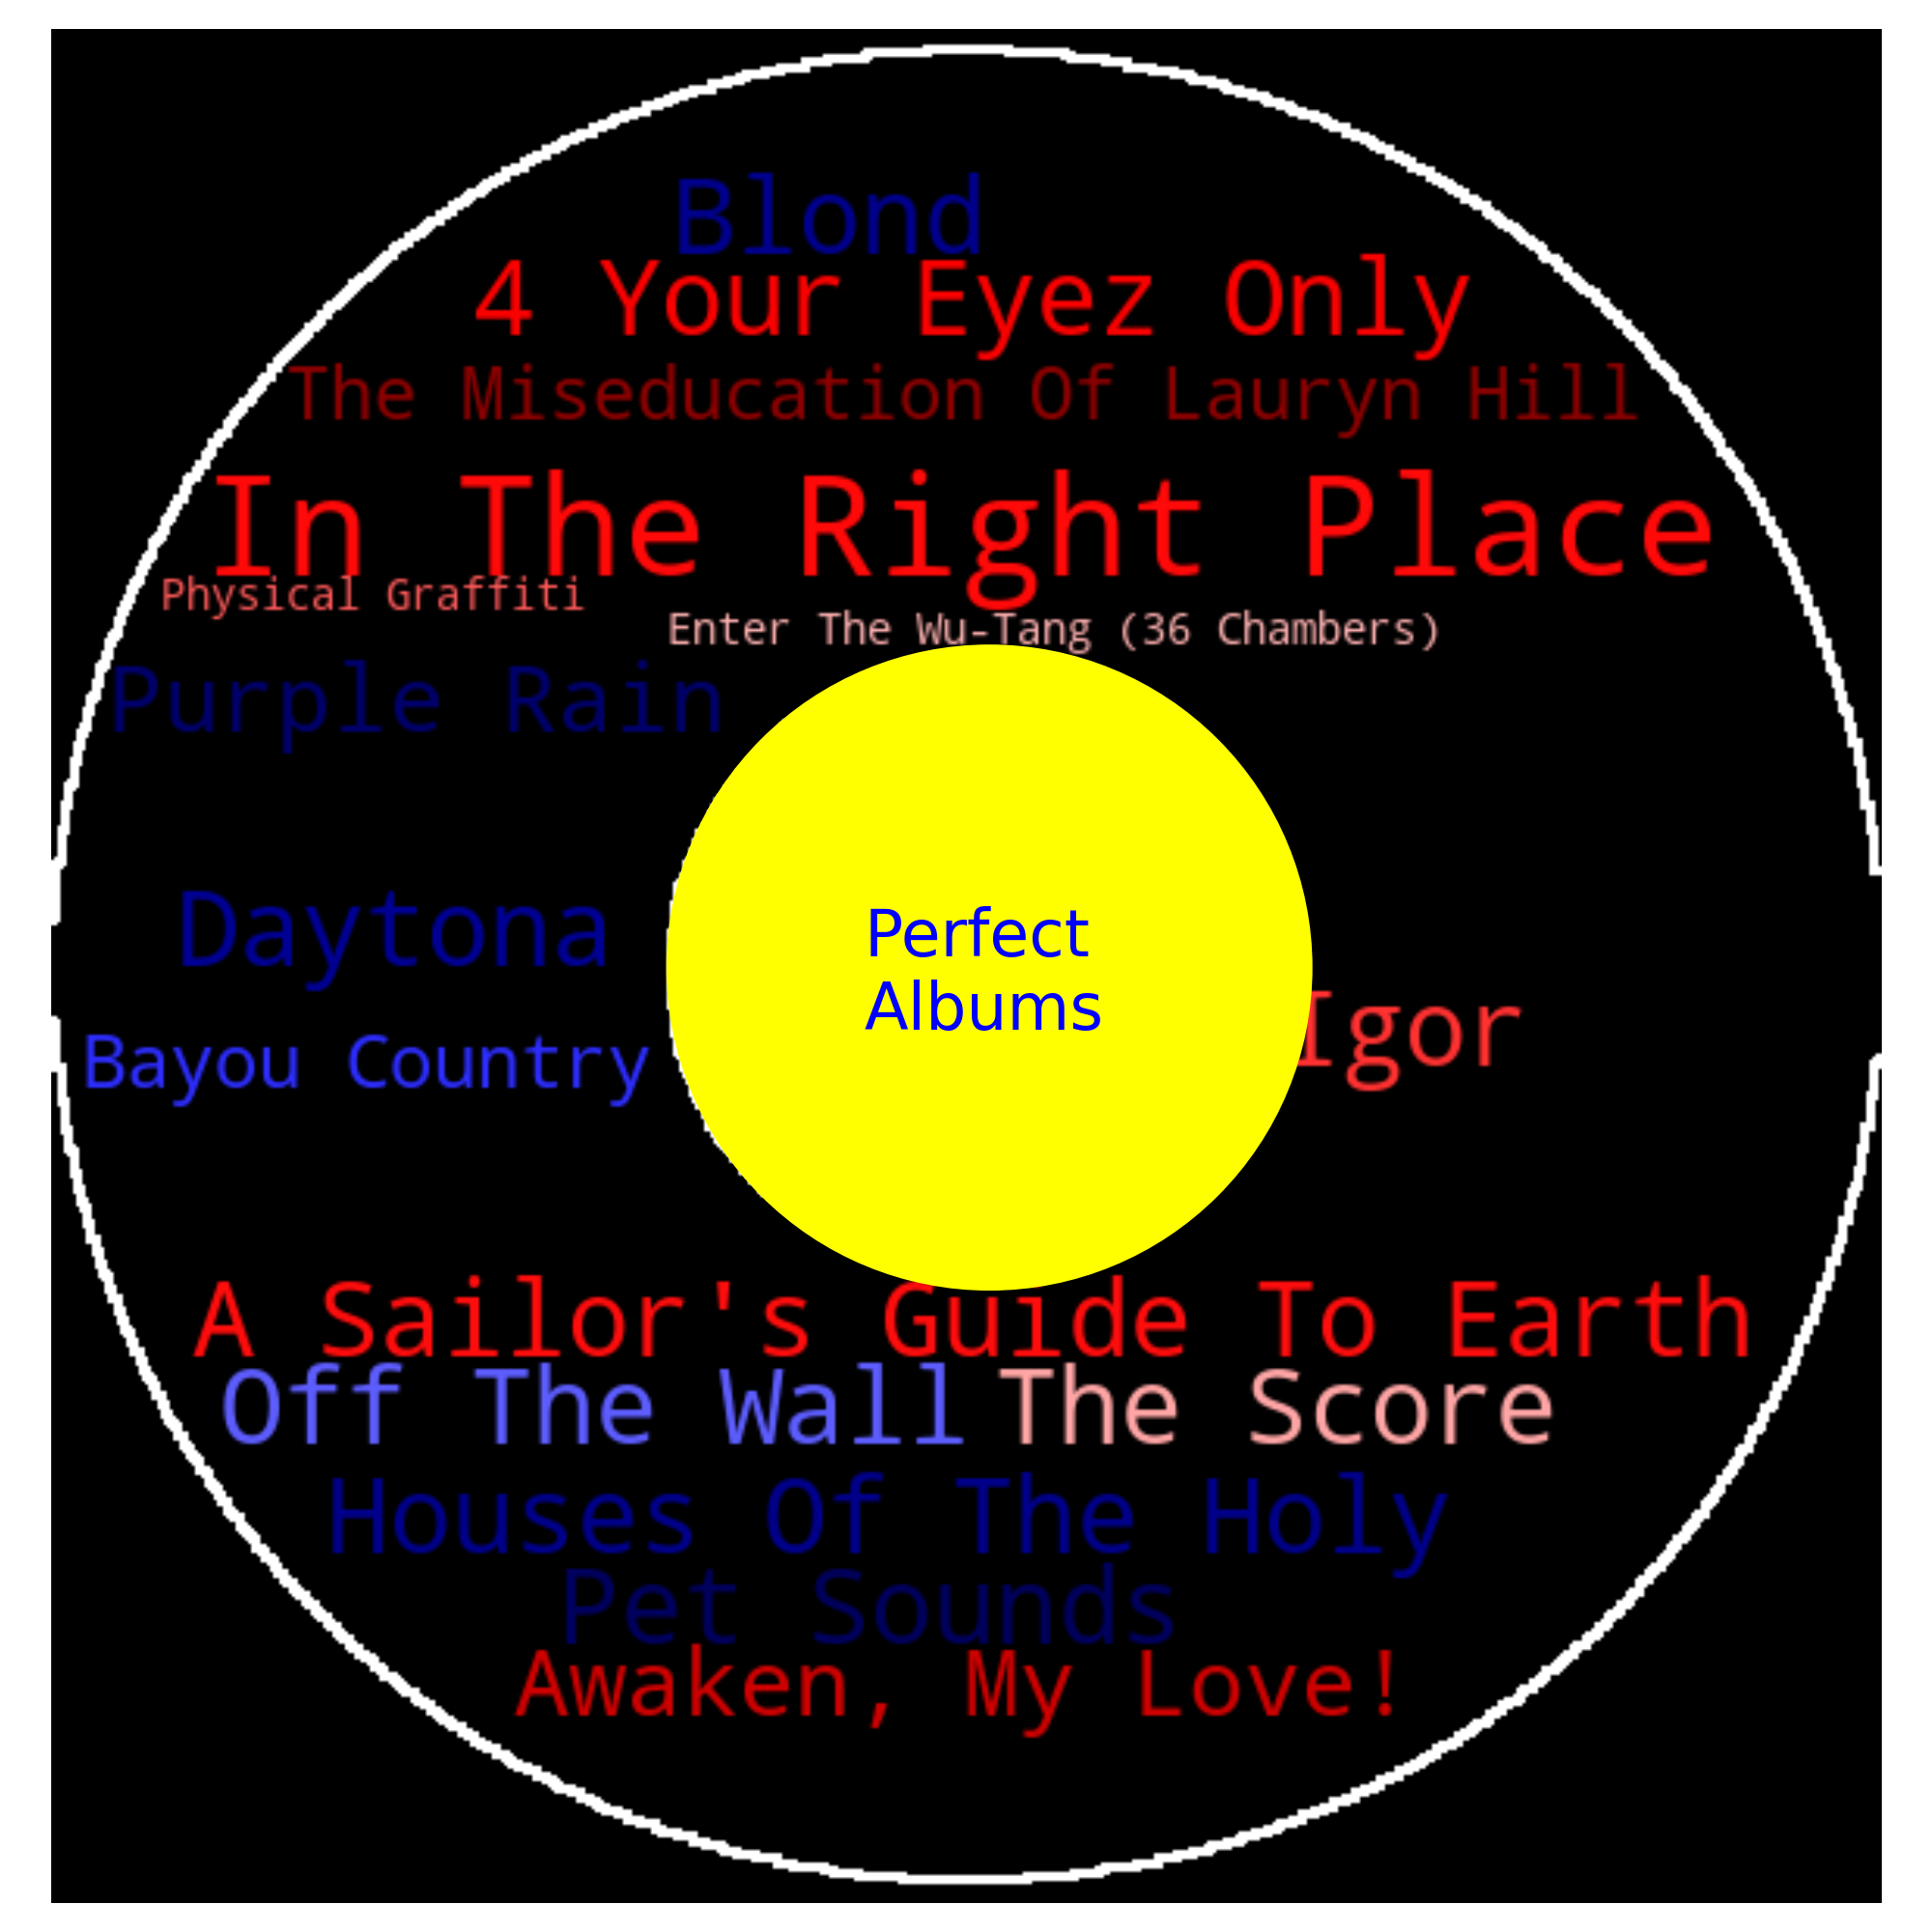 Blond
4 Your Eyez Only
The Miseducation Of Lauryn Hill
In The Right Place
Physical Graffiti
Enter The Wu-Tang (36 Chambers)
Purple Rain
Daytona
Perfect
Albums
Igor
Bayou Country
A Sailor's Guide To Earth
Off The Wall
The Score
Houses Of The Holy
Pet Sounds
Awaken, My Love!